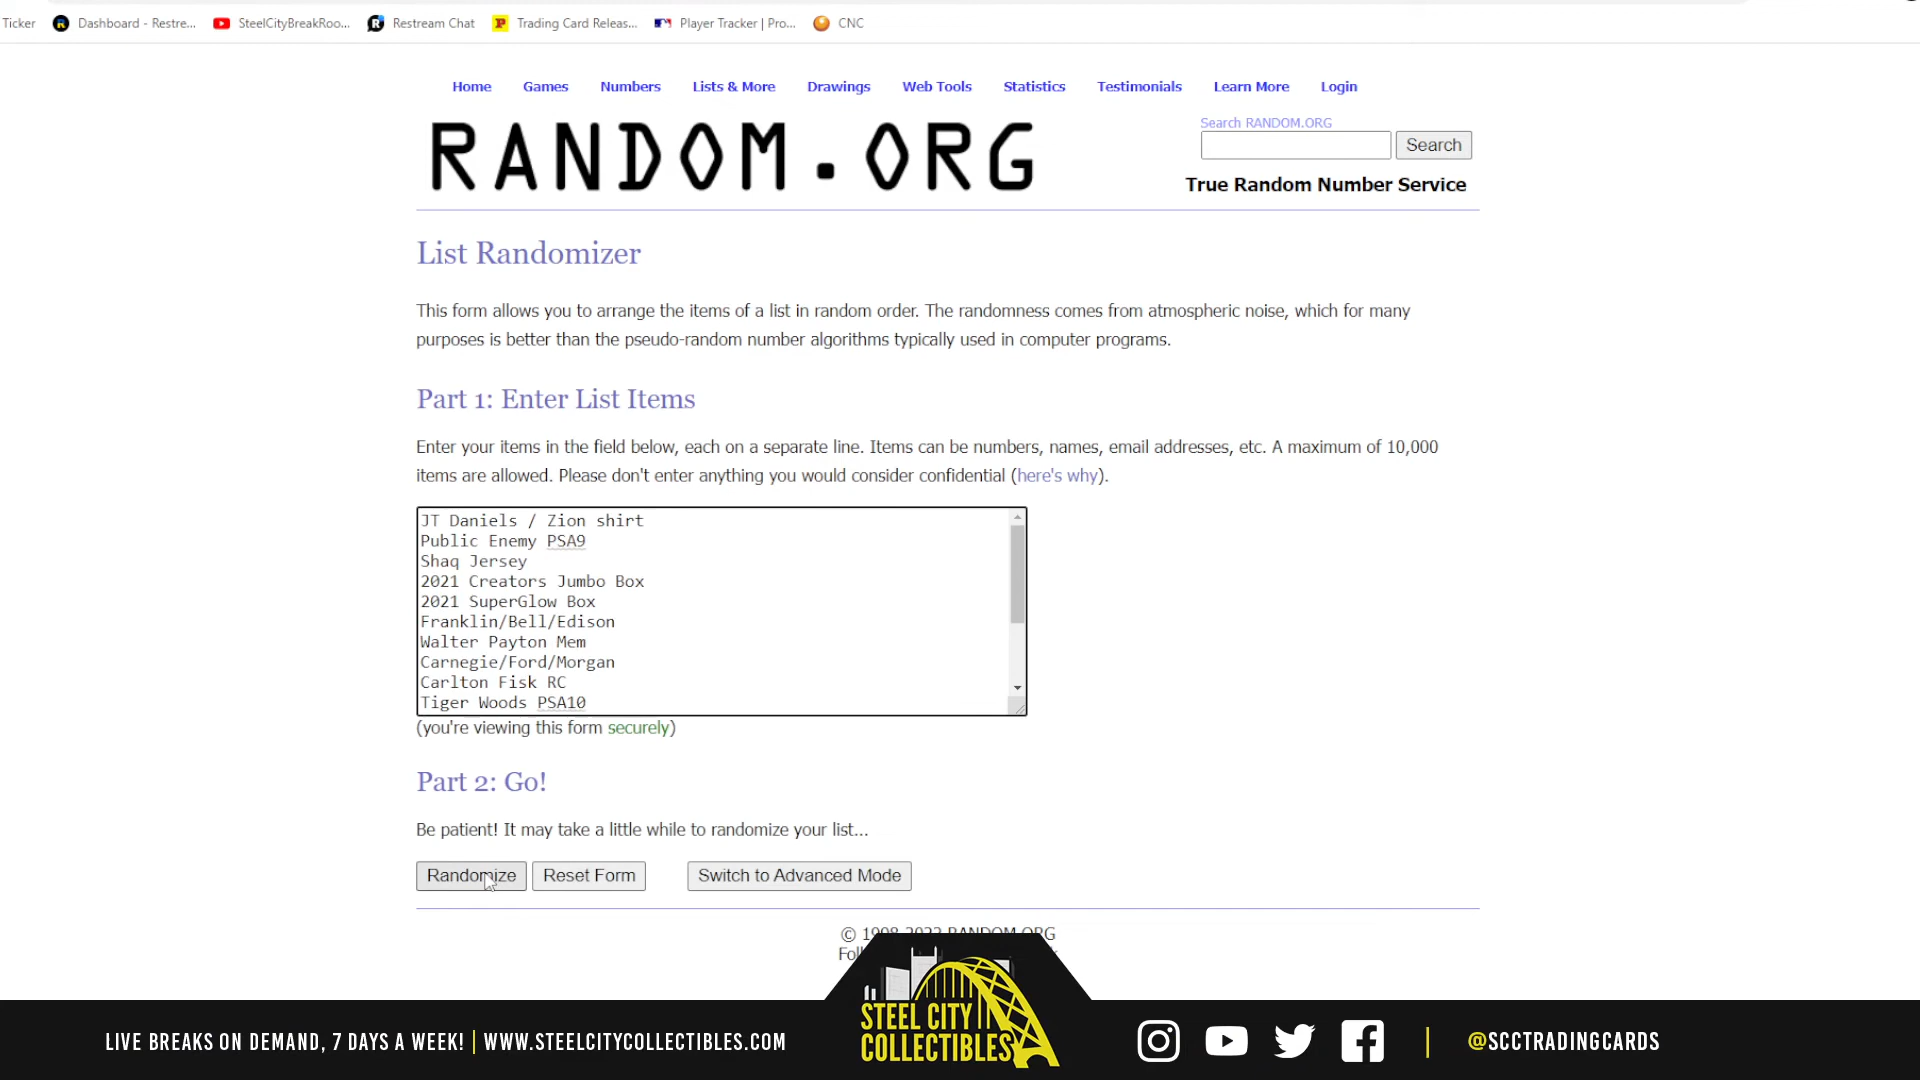 Ticker Dashboard - Restre... SteelCityBreakRoo... Restream Chat Trading Card Releas... Player Tracker | Pro... CNC
Home Games Numbers Lists & More Drawings Web Tools Statistics Testimonials Learn More Login
RANDOM.ORG
Search RANDOM.ORG
Search
True Random Number Service
List Randomizer
This form allows you to arrange the items of a list in random order. The randomness comes from atmospheric noise, which for many
purposes is better than the pseudo-random number algorithms typically used in computer programs.
Part 1: Enter List Items
Enter your items in the field below, each on a separate line. Items can be numbers, names, email addresses, etc. A maximum of 10,000
items are allowed. Please don't enter anything you would consider confidential (here's why).
JT Daniels / Zion shirt
Public Enemy PSA9
Shaq Jersey
2021 Creators Jumbo Box
2021 SuperGlow Box
Franklin/Bell/Edison
Walter Payton Mem
Carnegie/Ford/Morgan
Carlton Fisk RC
Tiger Woods PSA10
(you're viewing this form securely)
Part 2: Go!
Be patient! It may take a little while to randomize your list...
Randomize Reset Form Switch to Advanced Mode
© 1998-2022 RANDOM.ORG
LIVE BREAKS ON DEMAND, 7 DAYS A WEEK! | WWW.STEELCITYCOLLECTIBLES.COM
STEEL CITY
COLLECTIBLES
| @SCCTRADINGCARDS